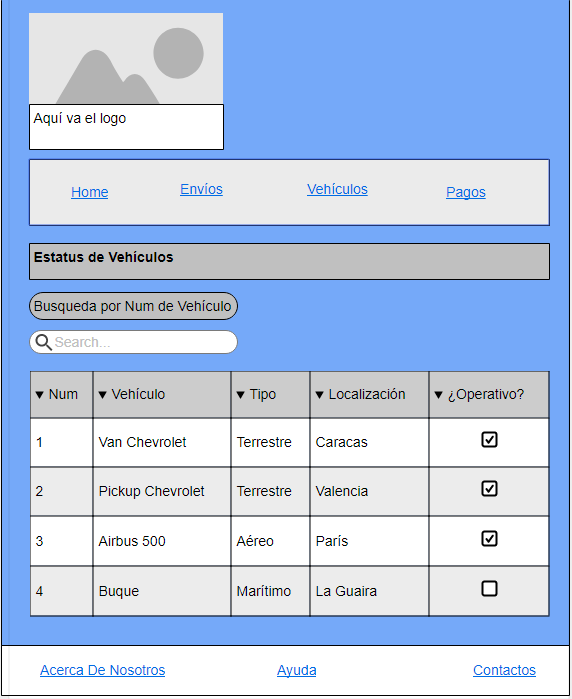 Aquí va el logo
Home Envíos Vehículos Pagos
Estatus de Vehículos
Busqueda por Num de Vehículo
Search...
▼ Num ▼ Vehículo ▼ Tipo ▼ Localización ▼ ¿Operativo?
1 Van Chevrolet Terrestre Caracas
2 Pickup Chevrolet Terrestre Valencia
3 Airbus 500 Aéreo París
4 Buque Marítimo La Guaira
Acerca De Nosotros Ayuda Contactos